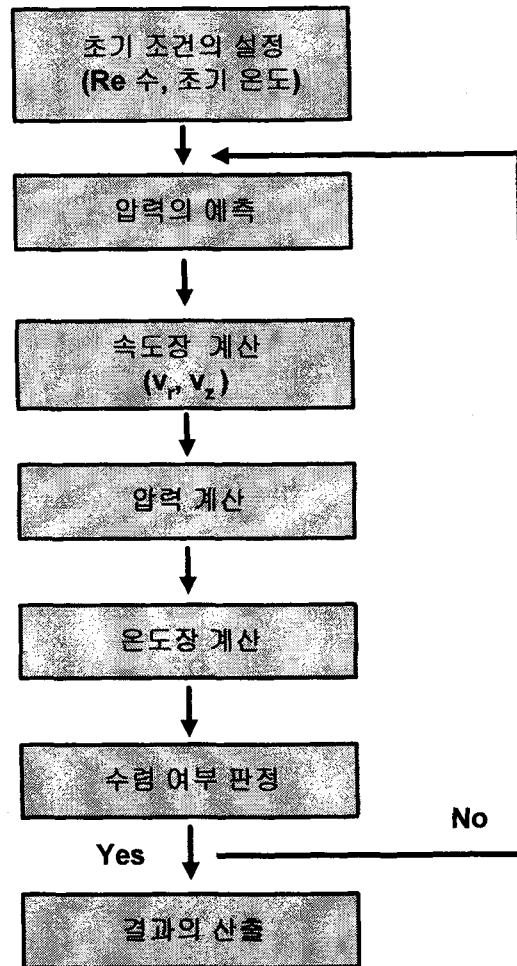 초기 조건의 설정
(Re 수, 초기 온도)
압력의 예측
속도장 계산
(vr, vz)
압력 계산
온도장 계산
수렴 여부 판정
No
Yes
결과의 산출